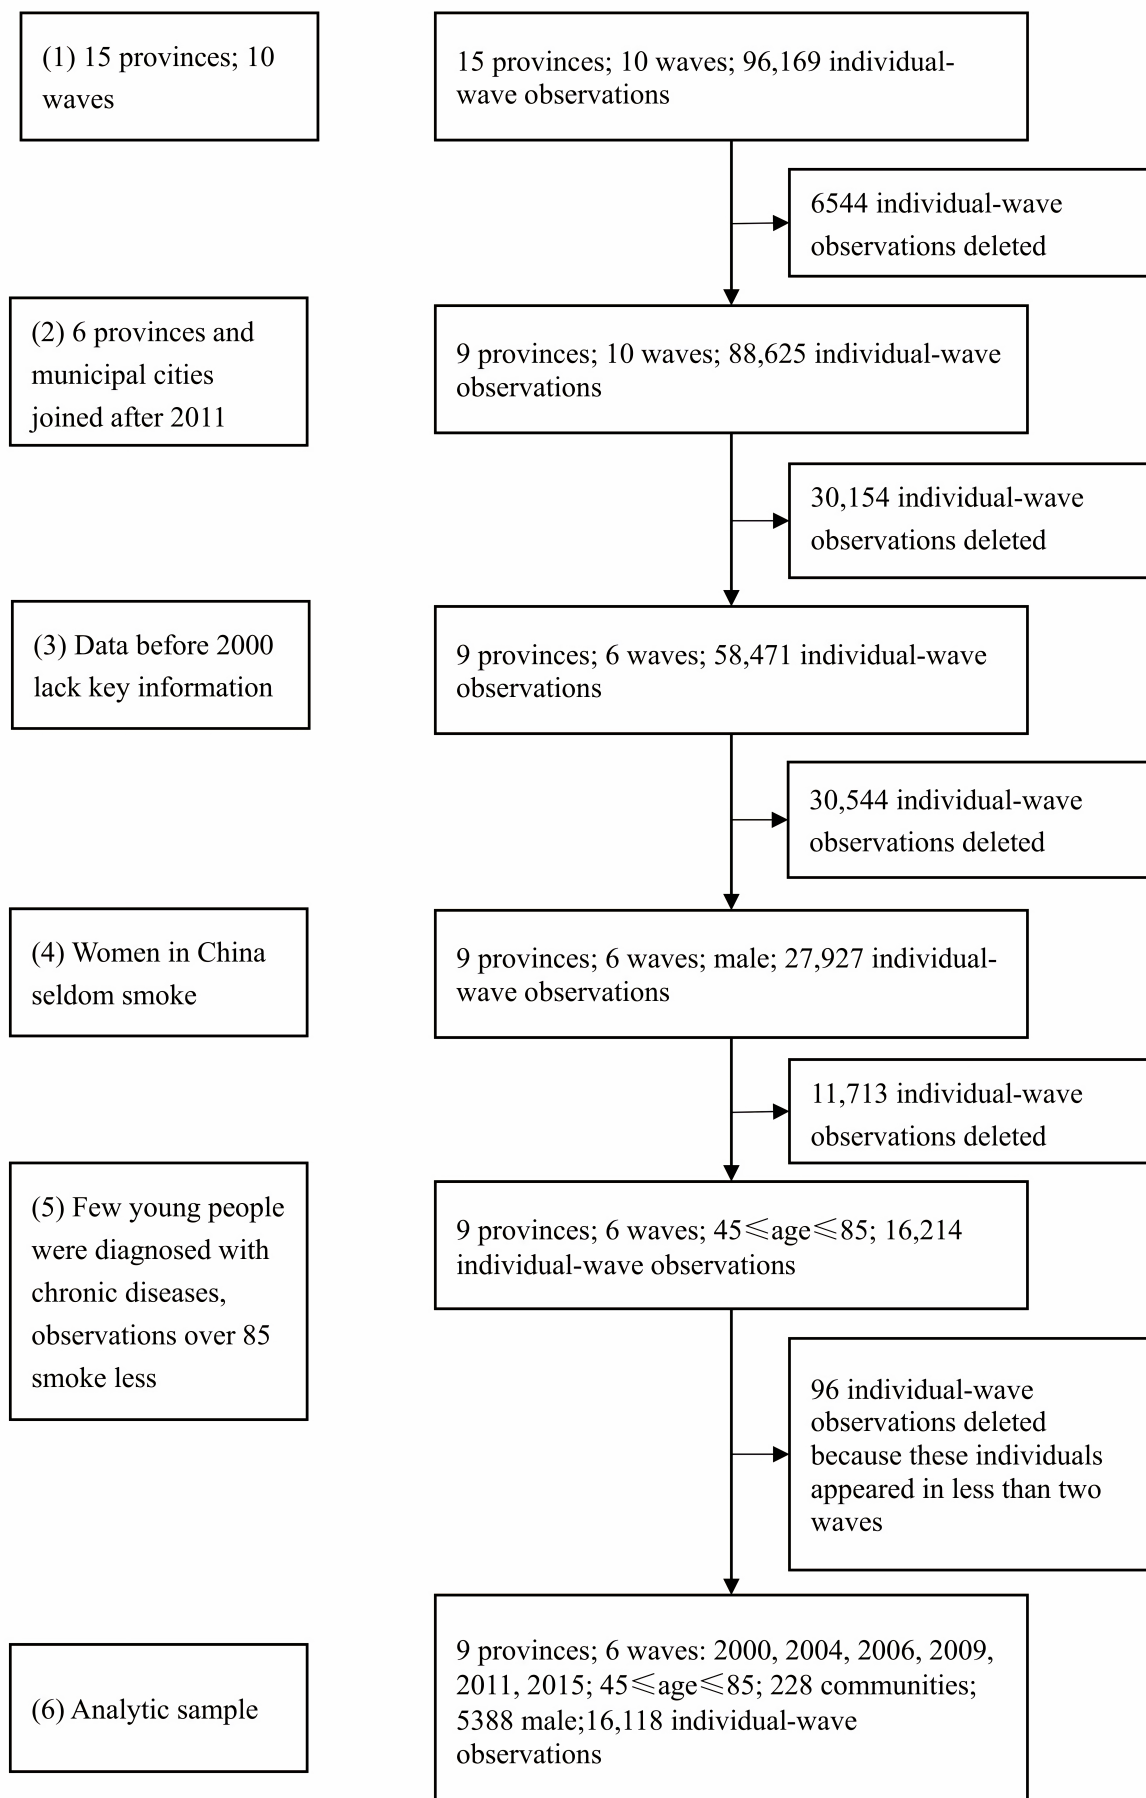 (1) 15 provinces; 10
waves
15 provinces; 10 waves; 96,169 individual-
wave observations
6544 individual-wave
observations deleted
(2) 6 provinces and
municipal cities
joined after 2011
9 provinces; 10 waves; 88,625 individual-wave
observations
30,154 individual-wave
observations deleted
(3) Data before 2000
lack key information
9 provinces; 6 waves; 58,471 individual-wave
observations
30,544 individual-wave
observations deleted
(4) Women in China
seldom smoke
9 provinces; 6 waves; male; 27,927 individual-
wave observations
11,713 individual-wave
observations deleted
(5) Few young people
were diagnosed with
chronic diseases,
observations over 85
smoke less
9 provinces; 6 waves; 45≤age≤85; 16,214
individual-wave observations
96 individual-wave
observations deleted
because these individuals
appeared in less than two
waves
(6) Analytic sample
9 provinces; 6 waves: 2000, 2004, 2006, 2009,
2011, 2015; 45≤age≤85; 228 communities;
5388 male;16,118 individual-wave
observations